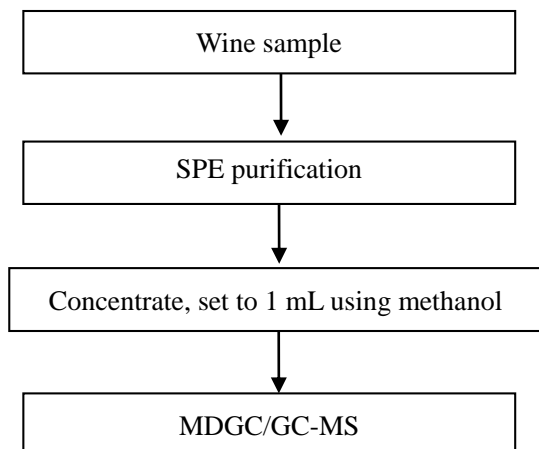 Wine sample
SPE purification
Concentrate, set to 1 mL using methanol
MDGC/GC-MS